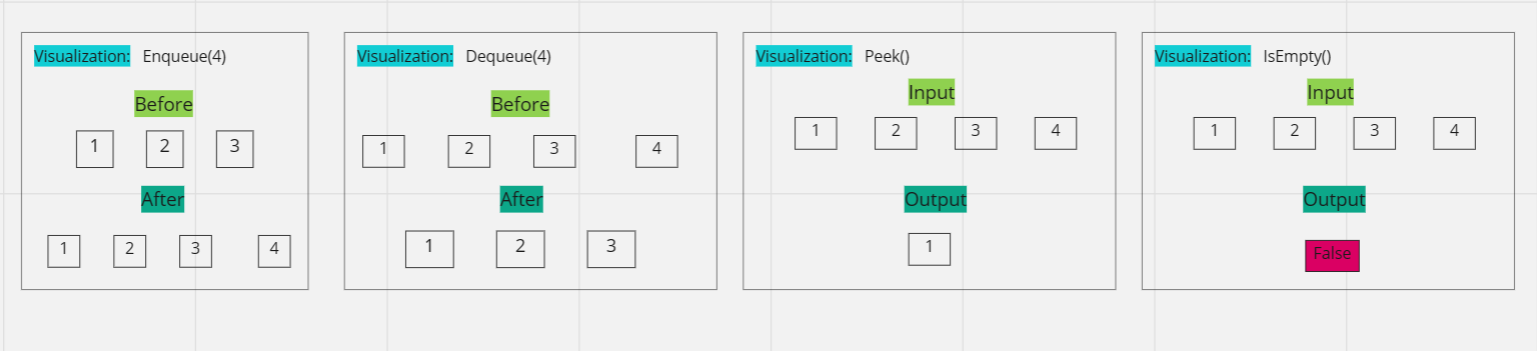 Visualization: Enqueue(4)
Before
1 2 3
After
1 2 3 4
Visualization: Dequeue(4)
Before
1 2 3 4
After
1 2 3
Visualization: Peek()
Input
1 2 3 4
Output
1
Visualization: IsEmpty()
Input
1 2 3 4
Output
False